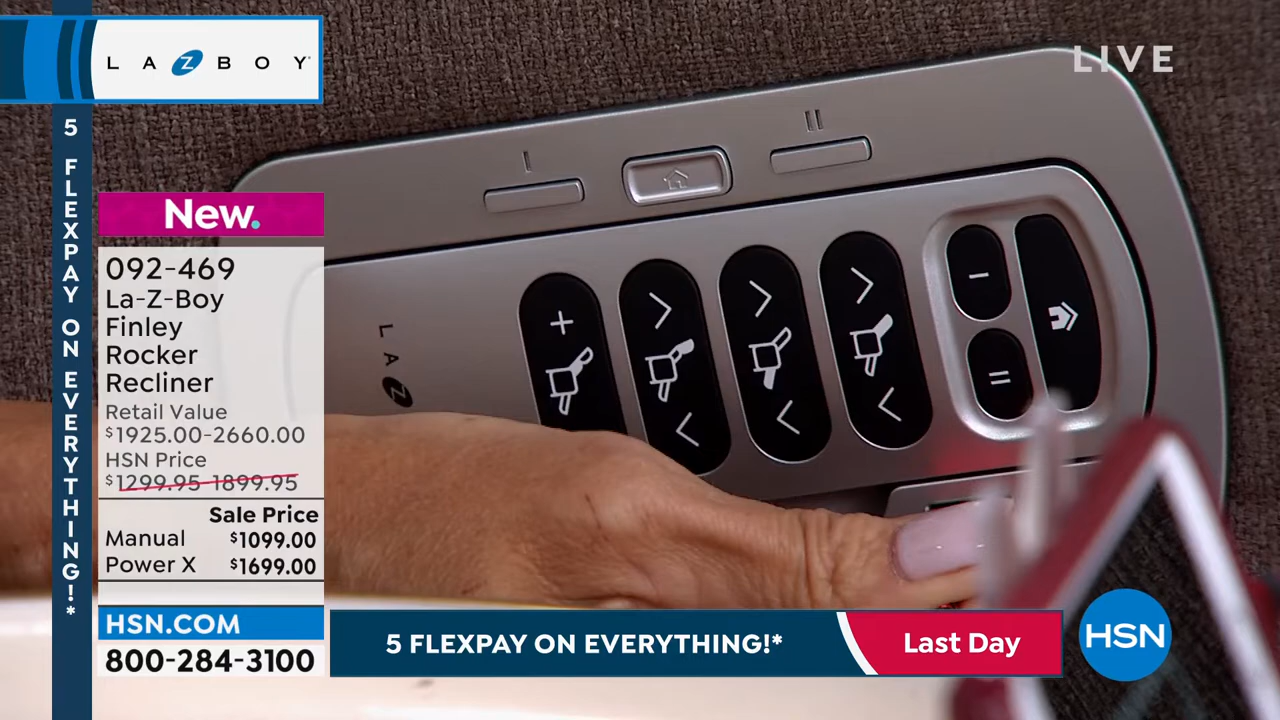 LAZBOY
LIVE
5 FLEXPAY ON EVERYTHING!*
New.
092-469
La-Z-Boy
Finley
Rocker
Recliner
Retail Value
$1925.00-2660.00
HSN Price
$1299.95-1899.95
Sale Price
Manual $1099.00
Power X $1699.00
HSN.COM
800-284-3100
I
II
LAZ
I
II
5 FLEXPAY ON EVERYTHING!*
Last Day
HSN